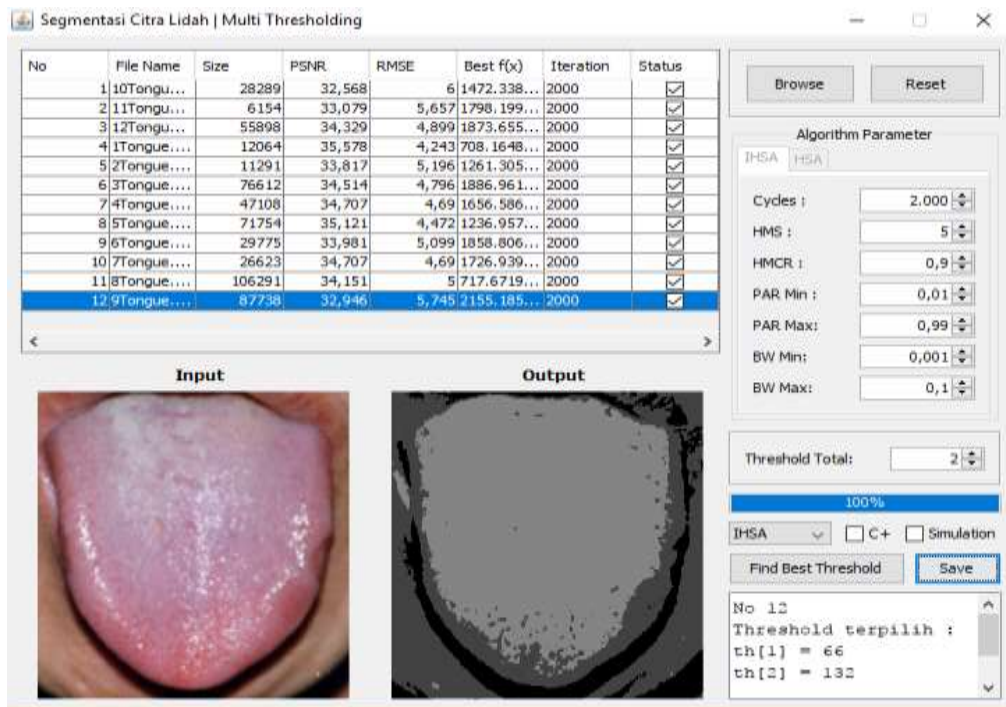 Segmentasi Citra Lidah | Multi Thresholding
No File Name Size PSNR RMSE Best f(x) Iteration Status
1 10Tongu... 28289 32,568 6 1472.338... 2000
2 11Tongu... 6154 33,079 5,657 1798.199... 2000
3 12Tongu... 55898 34,329 4,899 1873.655... 2000
4 1Tongue.... 12064 35,578 4,243 708.1648... 2000
5 2Tongue.... 11291 33,817 5,196 1261.305... 2000
6 3Tongue.... 76612 34,514 4,796 1886.961... 2000
7 4Tongue.... 47108 34,707 4,69 1656.586... 2000
8 5Tongue.... 71754 35,121 4,472 1236.957... 2000
9 6Tongue.... 29775 33,981 5,099 1858.806... 2000
10 7Tongue.... 26623 34,707 4,69 1726.939... 2000
11 8Tongue.... 106291 34,151 5 717.6719... 2000
12 9Tongue.... 87738 32,946 5,745 2155.185... 2000
Input
Output
Browse Reset
Algorithm Parameter
IHSA HSA
Cycles : 2.000
HMS : 5
HMCR : 0,9
PAR Min : 0,01
PAR Max: 0,99
BW Min: 0,001
BW Max: 0,1
Threshold Total: 2
100%
IHSA C+ Simulation
Find Best Threshold Save
No 12
Threshold terpilih :
th[1] = 66
th[2] = 132